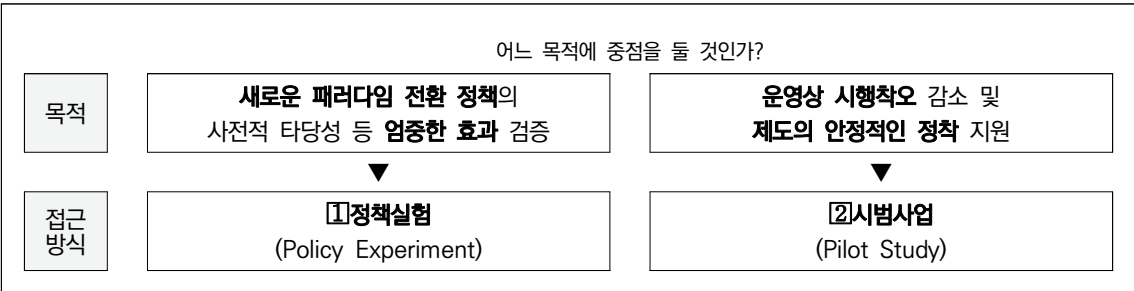 어느 목적에 중점을 둘 것인가?
목적
새로운 패러다임 전환 정책의
사전적 타당성 등 엄중한 효과 검증
운영상 시행착오 감소 및
제도의 안정적인 정착 지원
▼
▼
접근
방식
1정책실험
(Policy Experiment)
2시범사업
(Pilot Study)